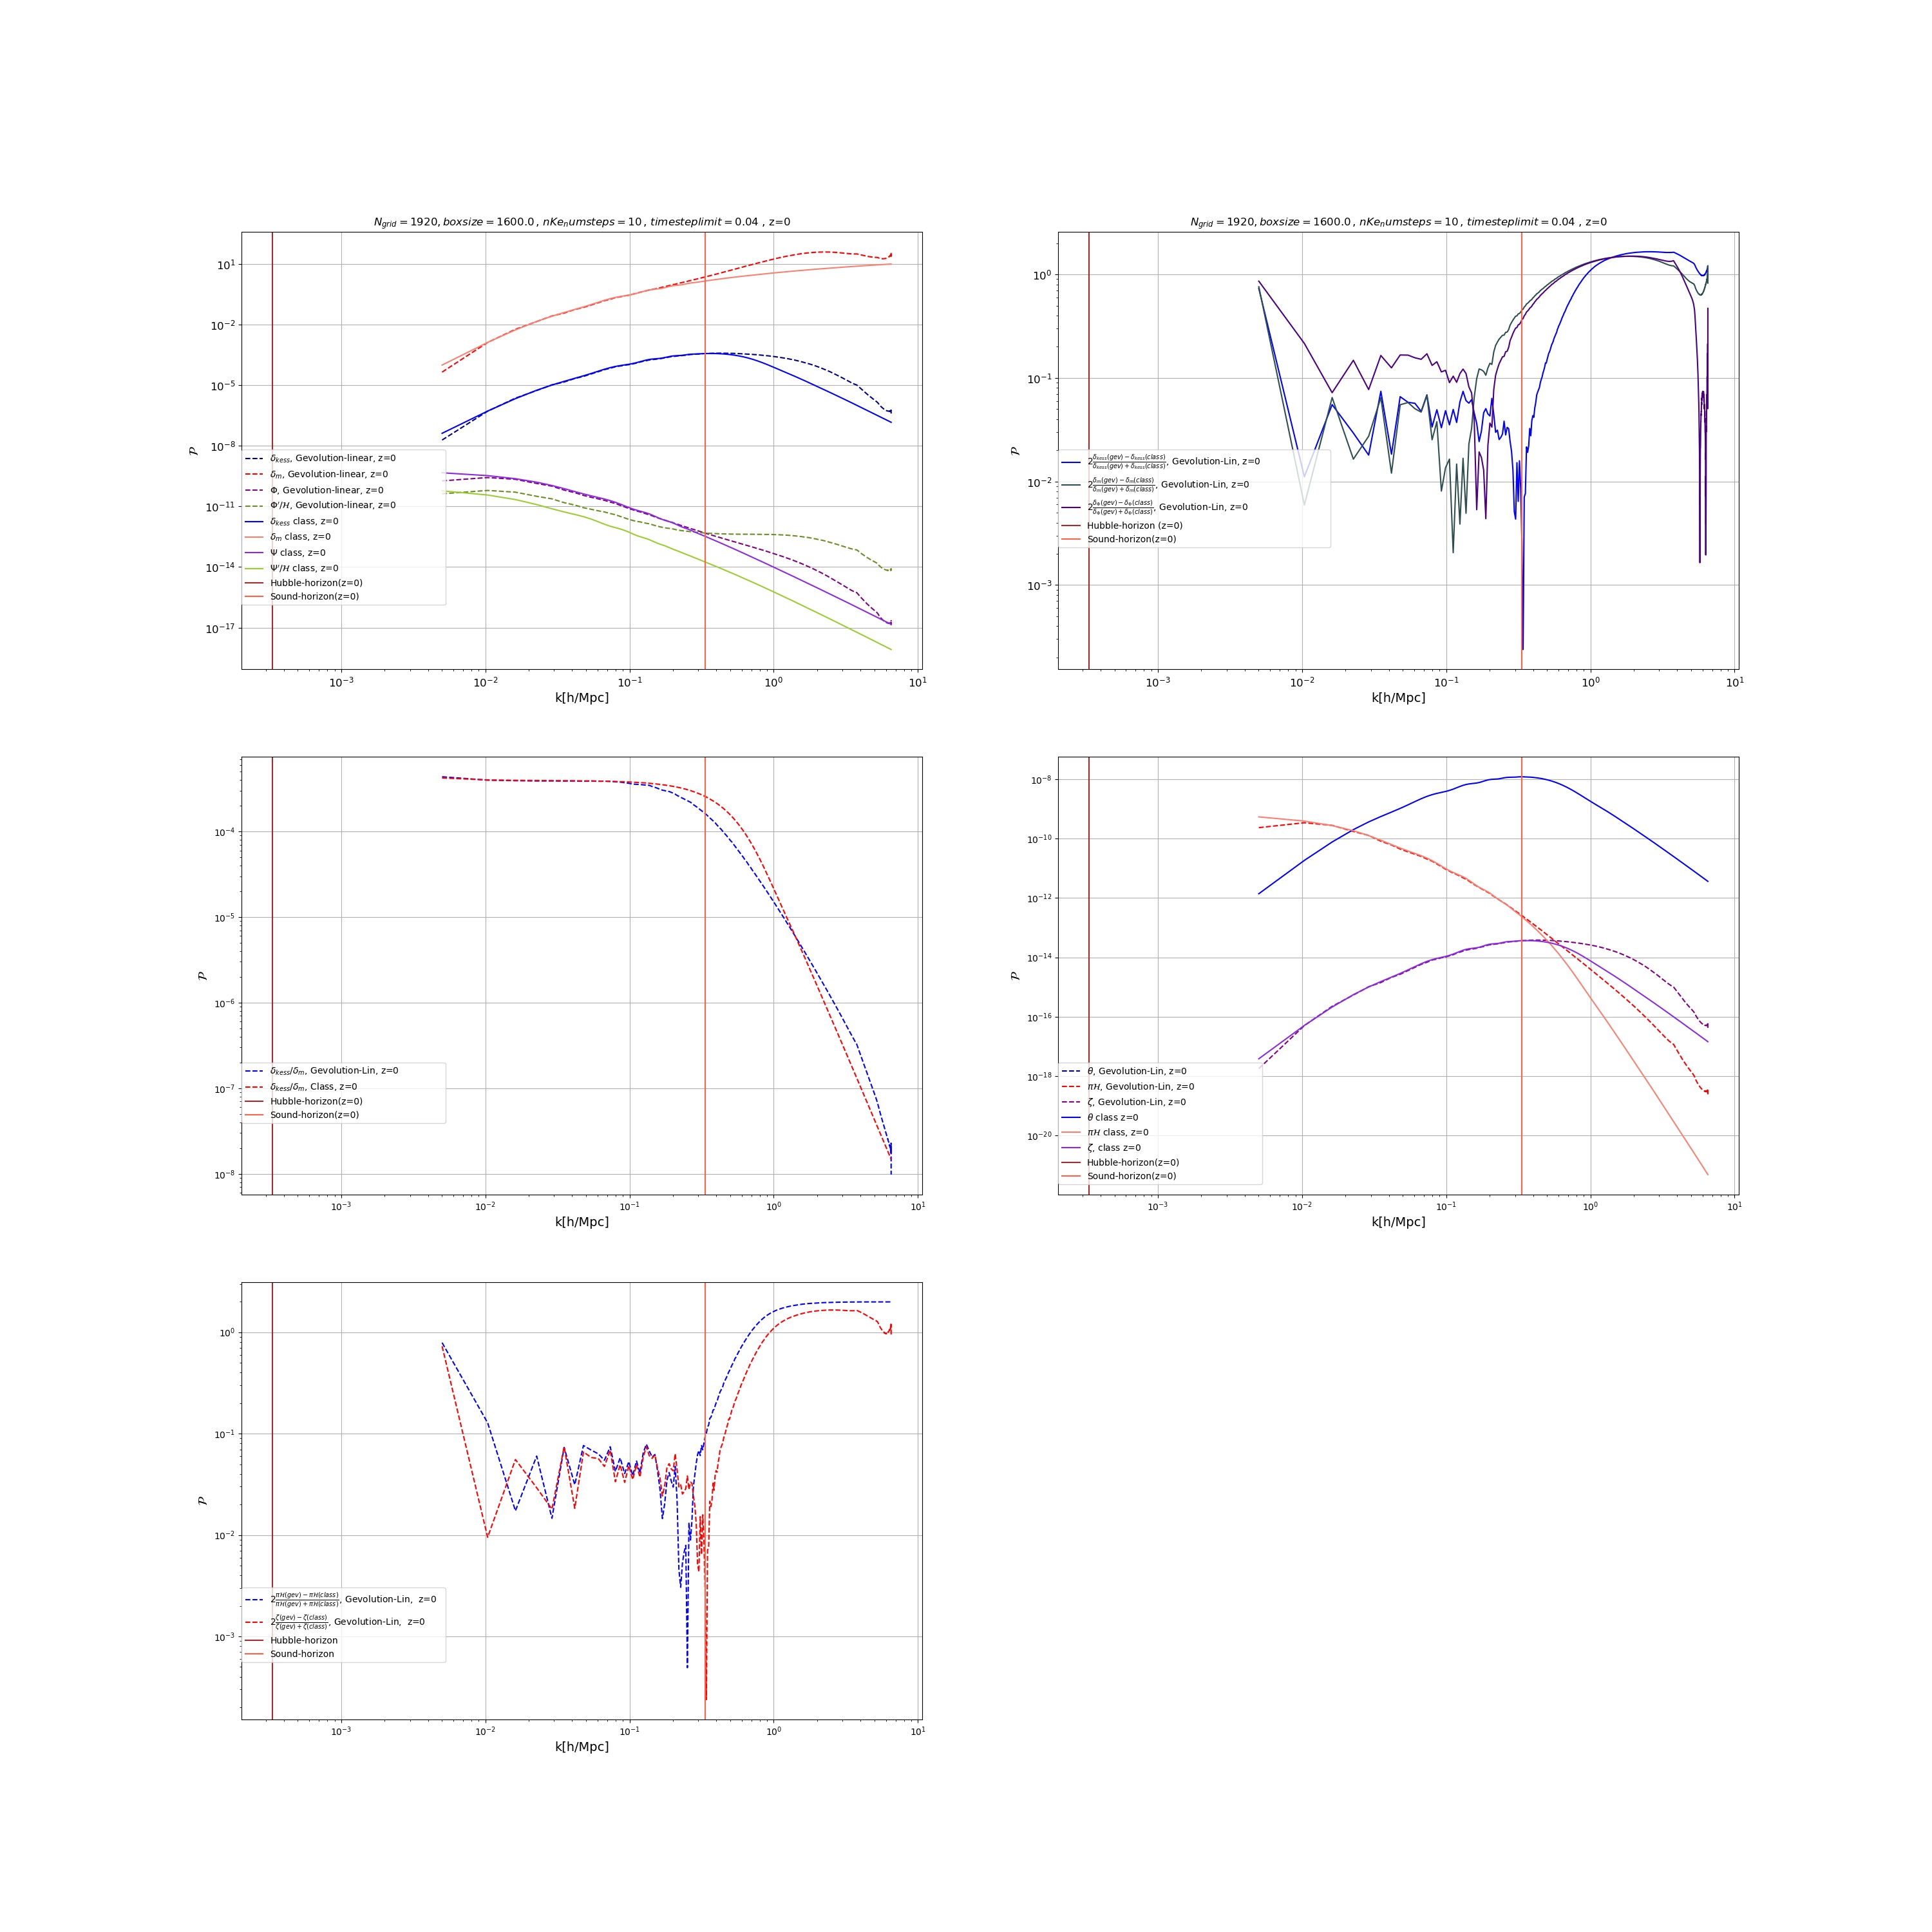 N_grid = 1920, boxsize = 1600.0 , nKe_numsteps = 10 , timesteplimit = 0.04 , z=0
10^1
10^−2
10^−5
10^−8
10^−11
10^−14
10^−17
𝒫
δ_kess, Gevolution-linear, z=0
δ_m, Gevolution-linear, z=0
Φ, Gevolution-linear, z=0
Φ′/ℋ, Gevolution-linear, z=0
δ_kess class, z=0
δ_m class, z=0
Ψ class, z=0
Ψ′/ℋ class, z=0
Hubble-horizon(z=0)
Sound-horizon(z=0)
10^−3 10^−2 10^−1 10^0 10^1
k[h/Mpc]
N_grid = 1920, boxsize = 1600.0 , nKe_numsteps = 10 , timesteplimit = 0.04 , z=0
10^0
10^−1
10^−2
10^−3
𝒫
2 (δ_kess(gev) − δ_kess(class))/(δ_kess(gev) + δ_kess(class)), Gevolution-Lin, z=0
2 (δ_m(gev) − δ_m(class))/(δ_m(gev) + δ_m(class)), Gevolution-Lin, z=0
2 (δ_Φ(gev) − δ_Φ(class))/(δ_Φ(gev) + δ_Φ(class)), Gevolution-Lin, z=0
Hubble-horizon (z=0)
Sound-horizon(z=0)
10^−3 10^−2 10^−1 10^0 10^1
k[h/Mpc]
10^−4
10^−5
10^−6
10^−7
10^−8
𝒫
δ_kess/δ_m, Gevolution-Lin, z=0
δ_kess/δ_m, Class, z=0
Hubble-horizon(z=0)
Sound-horizon(z=0)
10^−3 10^−2 10^−1 10^0 10^1
k[h/Mpc]
10^−8
10^−10
10^−12
10^−14
10^−16
10^−18
10^−20
𝒫
θ, Gevolution-Lin, z=0
πℋ, Gevolution-Lin, z=0
ζ, Gevolution-Lin, z=0
θ class z=0
πℋ class, z=0
ζ, class z=0
Hubble-horizon(z=0)
Sound-horizon(z=0)
10^−3 10^−2 10^−1 10^0 10^1
k[h/Mpc]
10^0
10^−1
10^−2
10^−3
𝒫
2 (πℋ(gev) − πℋ(class))/(πℋ(gev) + πℋ(class)), Gevolution-Lin, z=0
2 (ζ(gev) − ζ(class))/(ζ(gev) + ζ(class)), Gevolution-Lin, z=0
Hubble-horizon
Sound-horizon
10^−3 10^−2 10^−1 10^0 10^1
k[h/Mpc]